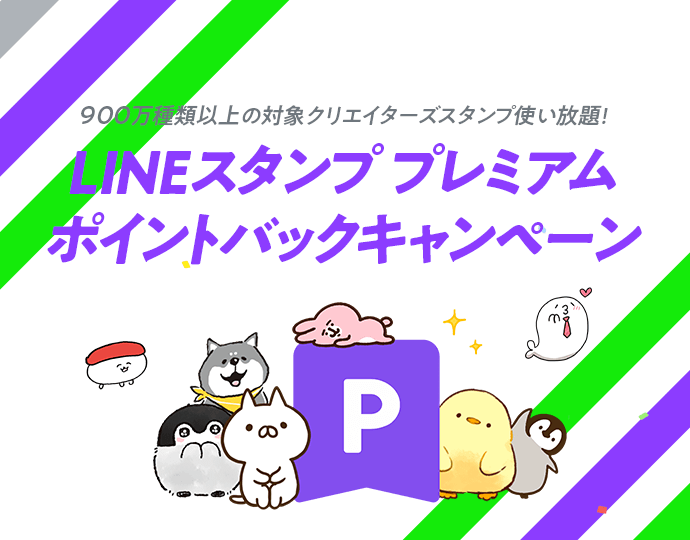 900万種類以上の対象クリエイターズスタンプ使い放題!
LINEスタンプ プレミアム
ポイントバックキャンペーン
P